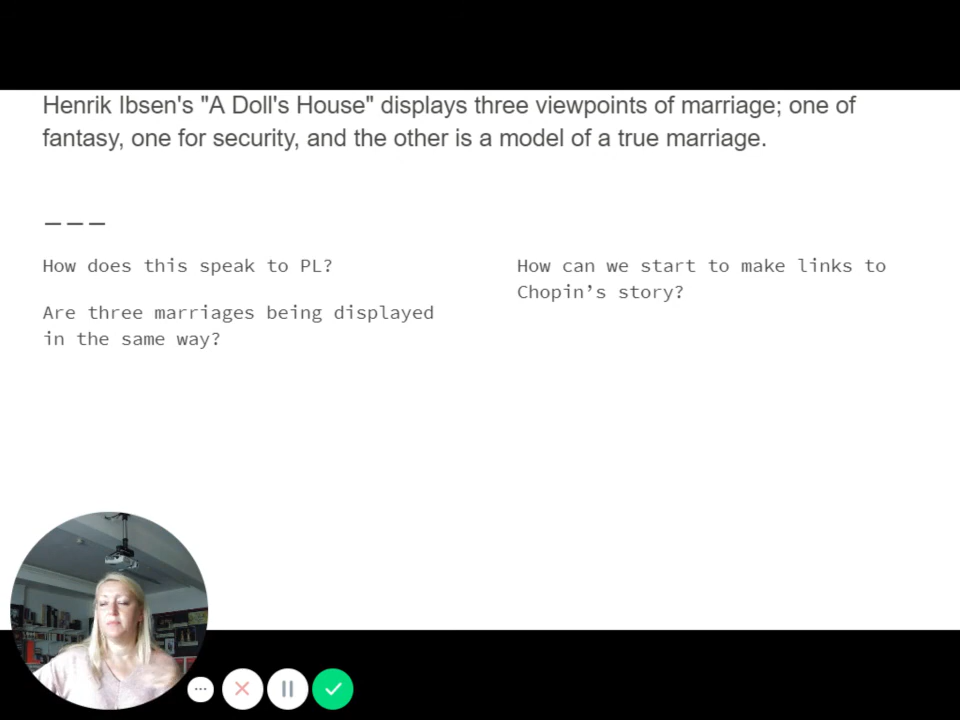 Henrik Ibsen's "A Doll's House" displays three viewpoints of marriage; one of
fantasy, one for security, and the other is a model of a true marriage.
How does this speak to PL?
Are three marriages being displayed
in the same way?
How can we start to make links to
Chopin’s story?